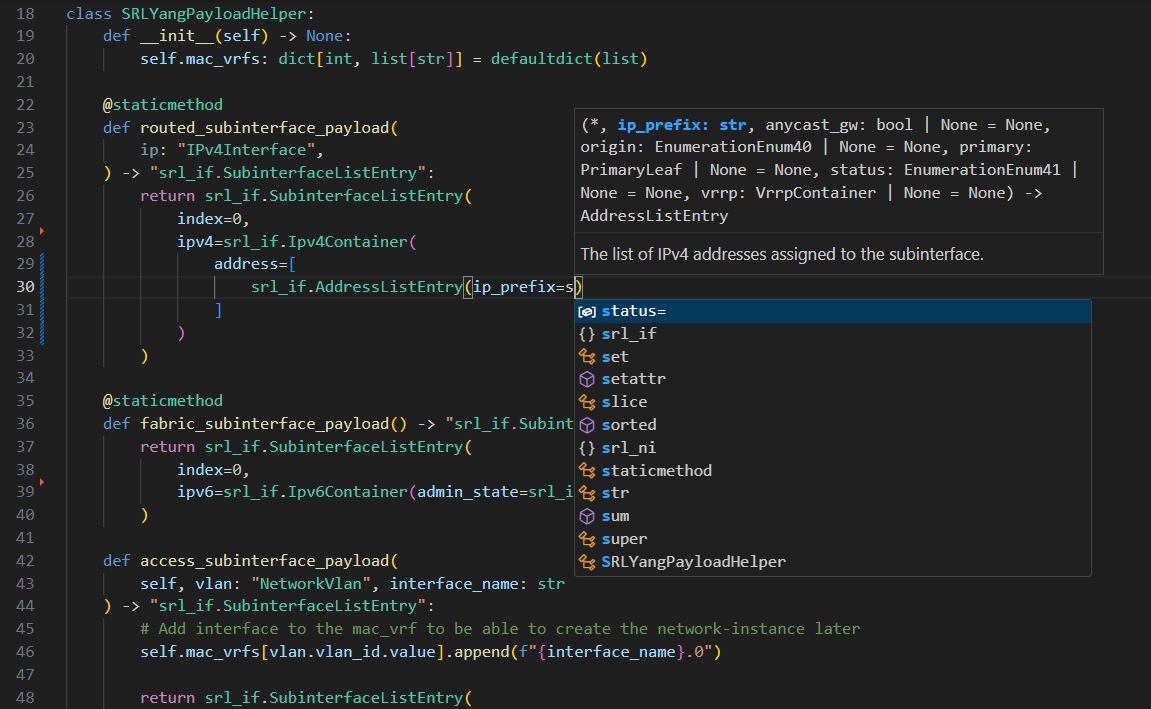 18 class SRLYangPayloadHelper:
19 def __init__(self) -> None:
20 self.mac_vrfs: dict[int, list[str]] = defaultdict(list)
21
22 @staticmethod
23 def routed_subinterface_payload(
24 ip: "IPv4Interface",
25 ) -> "srl_if.SubinterfaceListEntry":
26 return srl_if.SubinterfaceListEntry(
27 index=0,
28 ipv4=srl_if.Ipv4Container(
29 address=[
30 srl_if.AddressListEntry(ip_prefix=s)
31 ]
32 )
33 )
34
35 @staticmethod
36 def fabric_subinterface_payload() -> "srl_if.Subint
37 return srl_if.SubinterfaceListEntry(
38 index=0,
39 ipv6=srl_if.Ipv6Container(admin_state=srl_i
40 )
41
42 def access_subinterface_payload(
43 self, vlan: "NetworkVlan", interface_name: str
44 ) -> "srl_if.SubinterfaceListEntry":
45 # Add interface to the mac_vrf to be able to create the network-instance later
46 self.mac_vrfs[vlan.vlan_id.value].append(f"{interface_name}.0")
47
48 return srl_if.SubinterfaceListEntry(
(*, ip_prefix: str, anycast_gw: bool | None = None,
origin: EnumerationEnum40 | None = None, primary:
PrimaryLeaf | None = None, status: EnumerationEnum41 |
None = None, vrrp: VrrpContainer | None = None) ->
AddressListEntry
The list of IPv4 addresses assigned to the subinterface.
status=
srl_if
set
setattr
slice
sorted
srl_ni
staticmethod
str
sum
super
SRLYangPayloadHelper